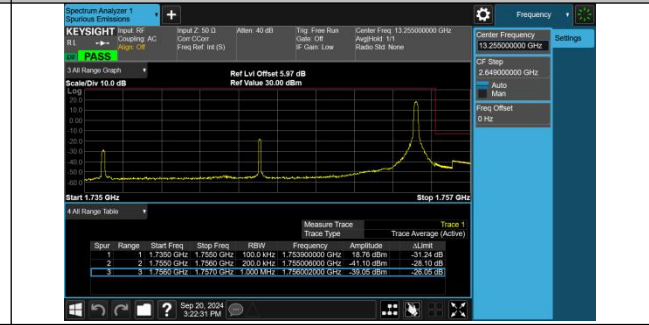 Spectrum Analyzer 1
Spurious Emissions
Frequency
KEYSIGHT Input: RF Input Z: 50 Ω Atten: 40 dB Trig: Free Run Center Freq: 13.255000000 GHz
RL Coupling: AC Corr CCorr Gate: Off Avg|Hold: 1/1
Align: Off Freq Ref: Int (S) IF Gain: Low Radio Std: None
PASS
Center Frequency
13.255000000 GHz
Settings
CF Step
2.649000000 GHz
Auto
Man
Freq Offset
0 Hz
3 All Range Graph
Ref Lvl Offset 5.97 dB
Scale/Div 10.0 dB Ref Value 30.00 dBm
Log
20.0
10.0
0.00
-10.0
-20.0
-30.0
-40.0
-50.0
-60.0
Start 1.735 GHz Stop 1.757 GHz
4 All Range Table
Measure Trace Trace 1
Trace Type Trace Average (Active)
Spur Range Start Freq Stop Freq RBW Frequency Amplitude ΔLimit
1 1 1.7350 GHz 1.7550 GHz 100.0 kHz 1.753900000 GHz 18.76 dBm -31.24 dB
2 2 1.7550 GHz 1.7560 GHz 200.0 kHz 1.755006000 GHz -41.10 dBm -28.10 dB
3 3 1.7560 GHz 1.7570 GHz 1.000 MHz 1.756002000 GHz -39.05 dBm -26.05 dB
Sep 20, 2024
3:22:31 PM